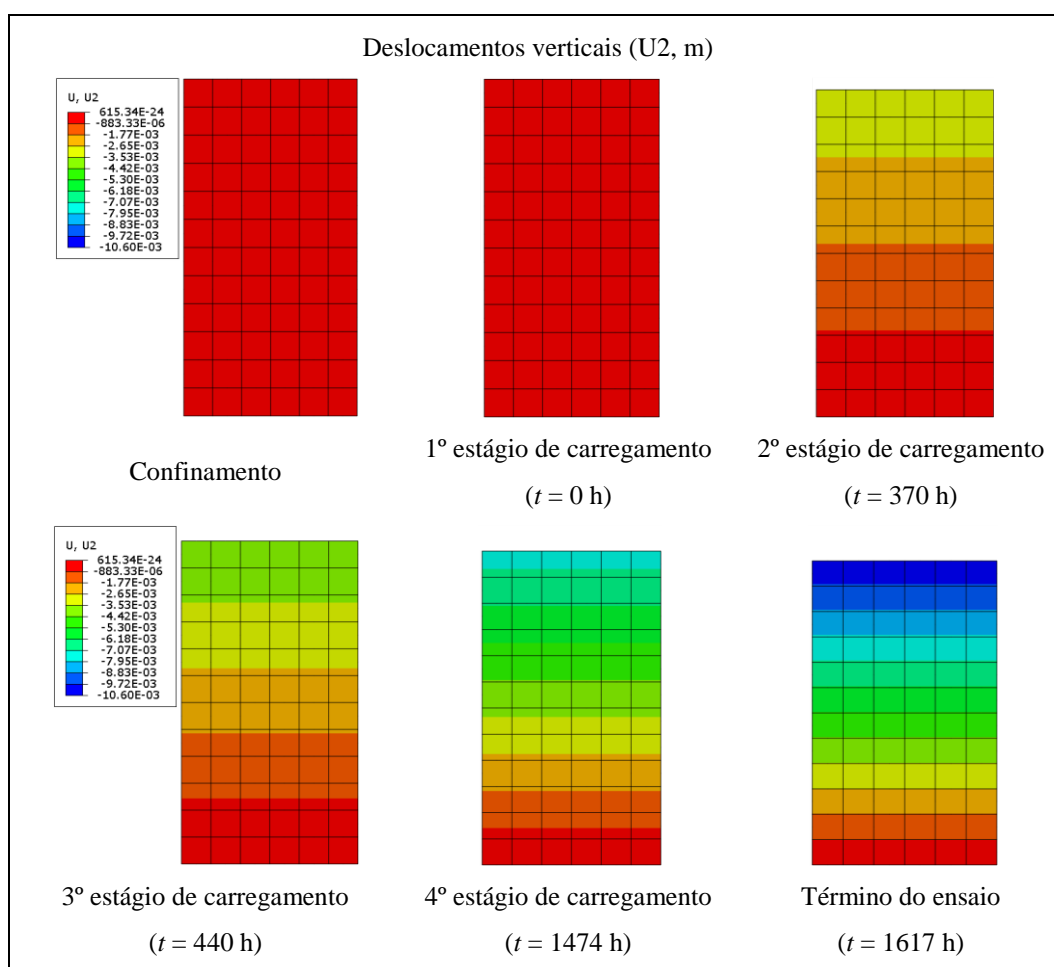 Deslocamentos verticais (U2, m)
U, U2
615.34E-24
-883.33E-06
-1.77E-03
-2.65E-03
-3.53E-03
-4.42E-03
-5.30E-03
-6.18E-03
-7.07E-03
-7.95E-03
-8.83E-03
-9.72E-03
-10.60E-03
Confinamento
1º estágio de carregamento
(t = 0 h)
2º estágio de carregamento
(t = 370 h)
U, U2
615.34E-24
-883.33E-06
-1.77E-03
-2.65E-03
-3.53E-03
-4.42E-03
-5.30E-03
-6.18E-03
-7.07E-03
-7.95E-03
-8.83E-03
-9.72E-03
-10.60E-03
3º estágio de carregamento
(t = 440 h)
4º estágio de carregamento
(t = 1474 h)
Término do ensaio
(t = 1617 h)